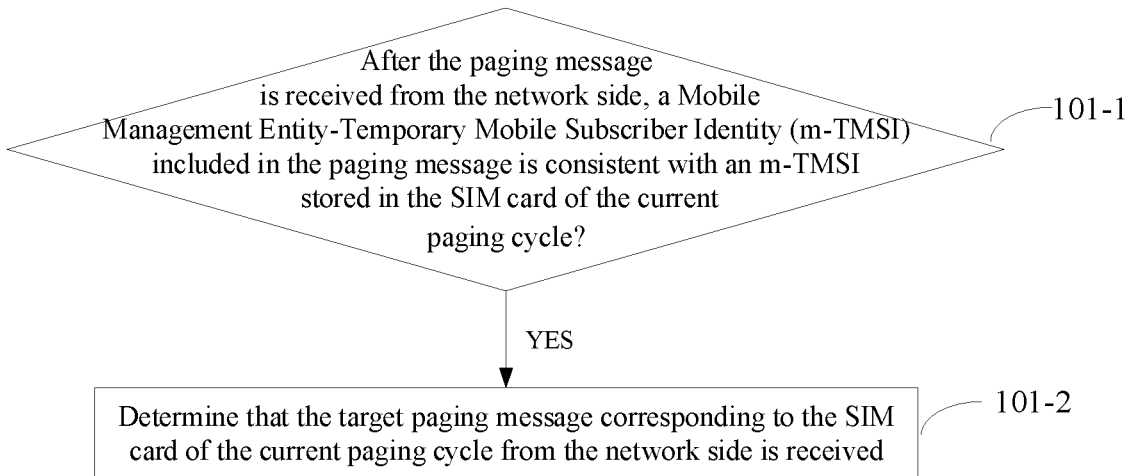 After the paging message
is received from the network side, a Mobile
Management Entity-Temporary Mobile Subscriber Identity (m-TMSI)
included in the paging message is consistent with an m-TMSI
stored in the SIM card of the current
paging cycle?
101-1
YES
Determine that the target paging message corresponding to the SIM
card of the current paging cycle from the network side is received
101-2